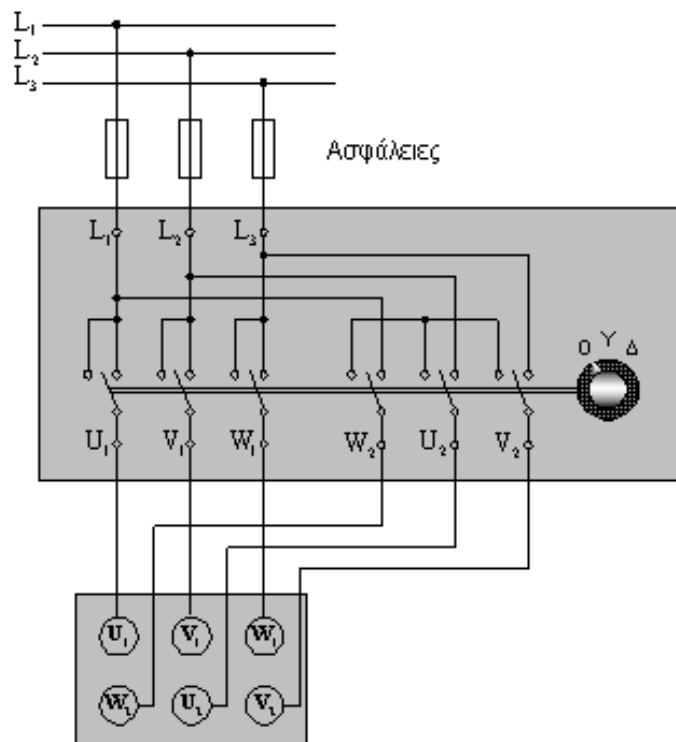 L₁
L₂
L₃
Ασφάλειες
L₁ L₂ L₃
Ο Υ Δ
U₁ V₁ W₁ W₂ U₂ V₂
U₁ V₁ W₁
W₂ U₂ V₂